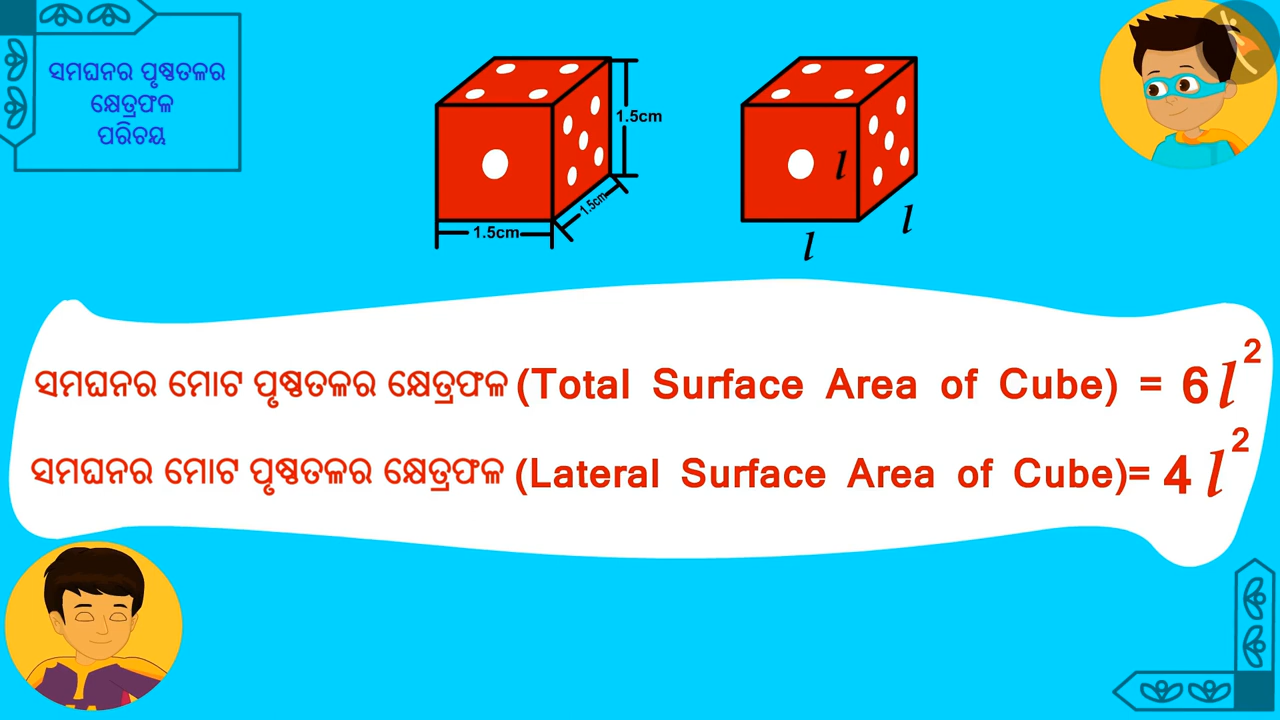 ସମଘନର ପୃଷ୍ଠତଳର
କ୍ଷେତ୍ରଫଳ
ପରିଚୟ
1.5cm
1.5cm
1.5cm
l
l
l
ସମଘନର ମୋଟ ପୃଷ୍ଠତଳର କ୍ଷେତ୍ରଫଳ (Total Surface Area of Cube) = 6l²
ସମଘନର ମୋଟ ପୃଷ୍ଠତଳର କ୍ଷେତ୍ରଫଳ (Lateral Surface Area of Cube)= 4l²